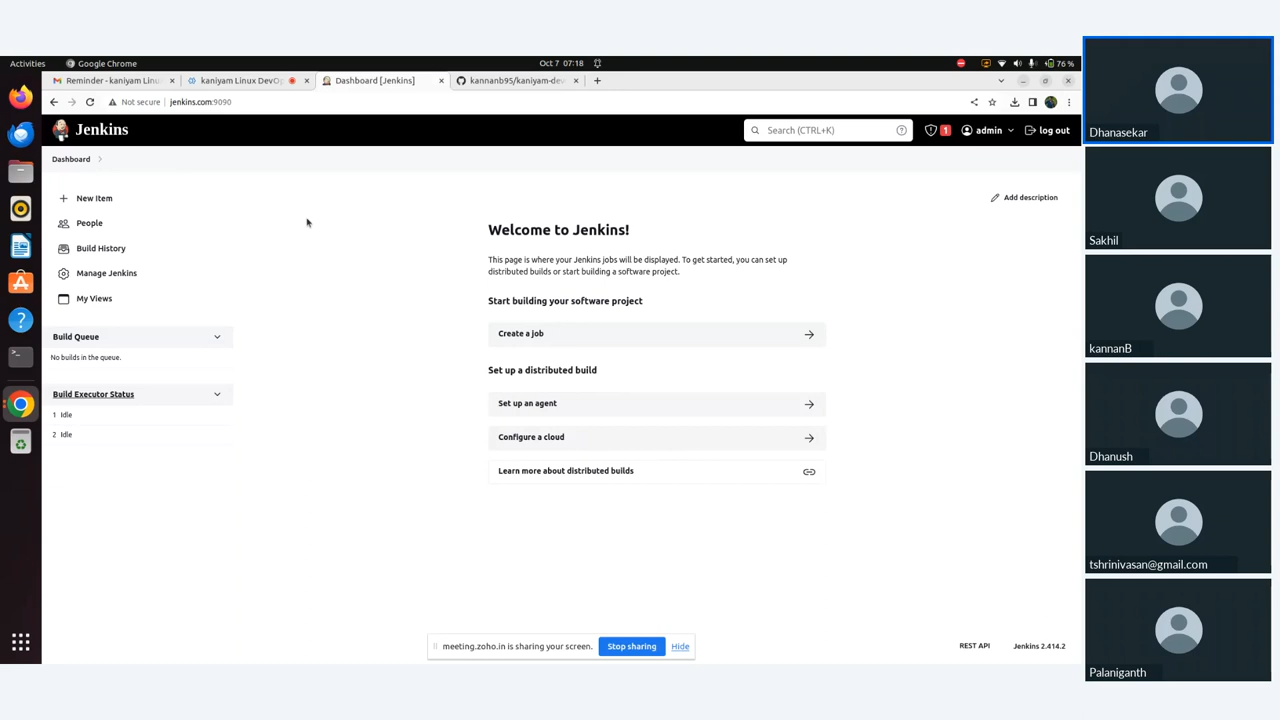 Activities
Google Chrome
Oct 7 07:18
76 %
Reminder - kaniyam Linu
kaniyam Linux DevOp
Dashboard [Jenkins]
kannanb95/kaniyam-dev
Not secure
jenkins.com:9090
Jenkins
Search (CTRL+K)
1
admin
log out
Dashboard
New Item
People
Build History
Manage Jenkins
My Views
Build Queue
No builds in the queue.
Build Executor Status
1 Idle
2 Idle
Add description
Welcome to Jenkins!
This page is where your Jenkins jobs will be displayed. To get started, you can set up
distributed builds or start building a software project.
Start building your software project
Create a job
Set up a distributed build
Set up an agent
Configure a cloud
Learn more about distributed builds
meeting.zoho.in is sharing your screen.
Stop sharing
Hide
REST API
Jenkins 2.414.2
Dhanasekar
Sakhil
kannanB
Dhanush
tshrinivasan@gmail.com
Palaniganth